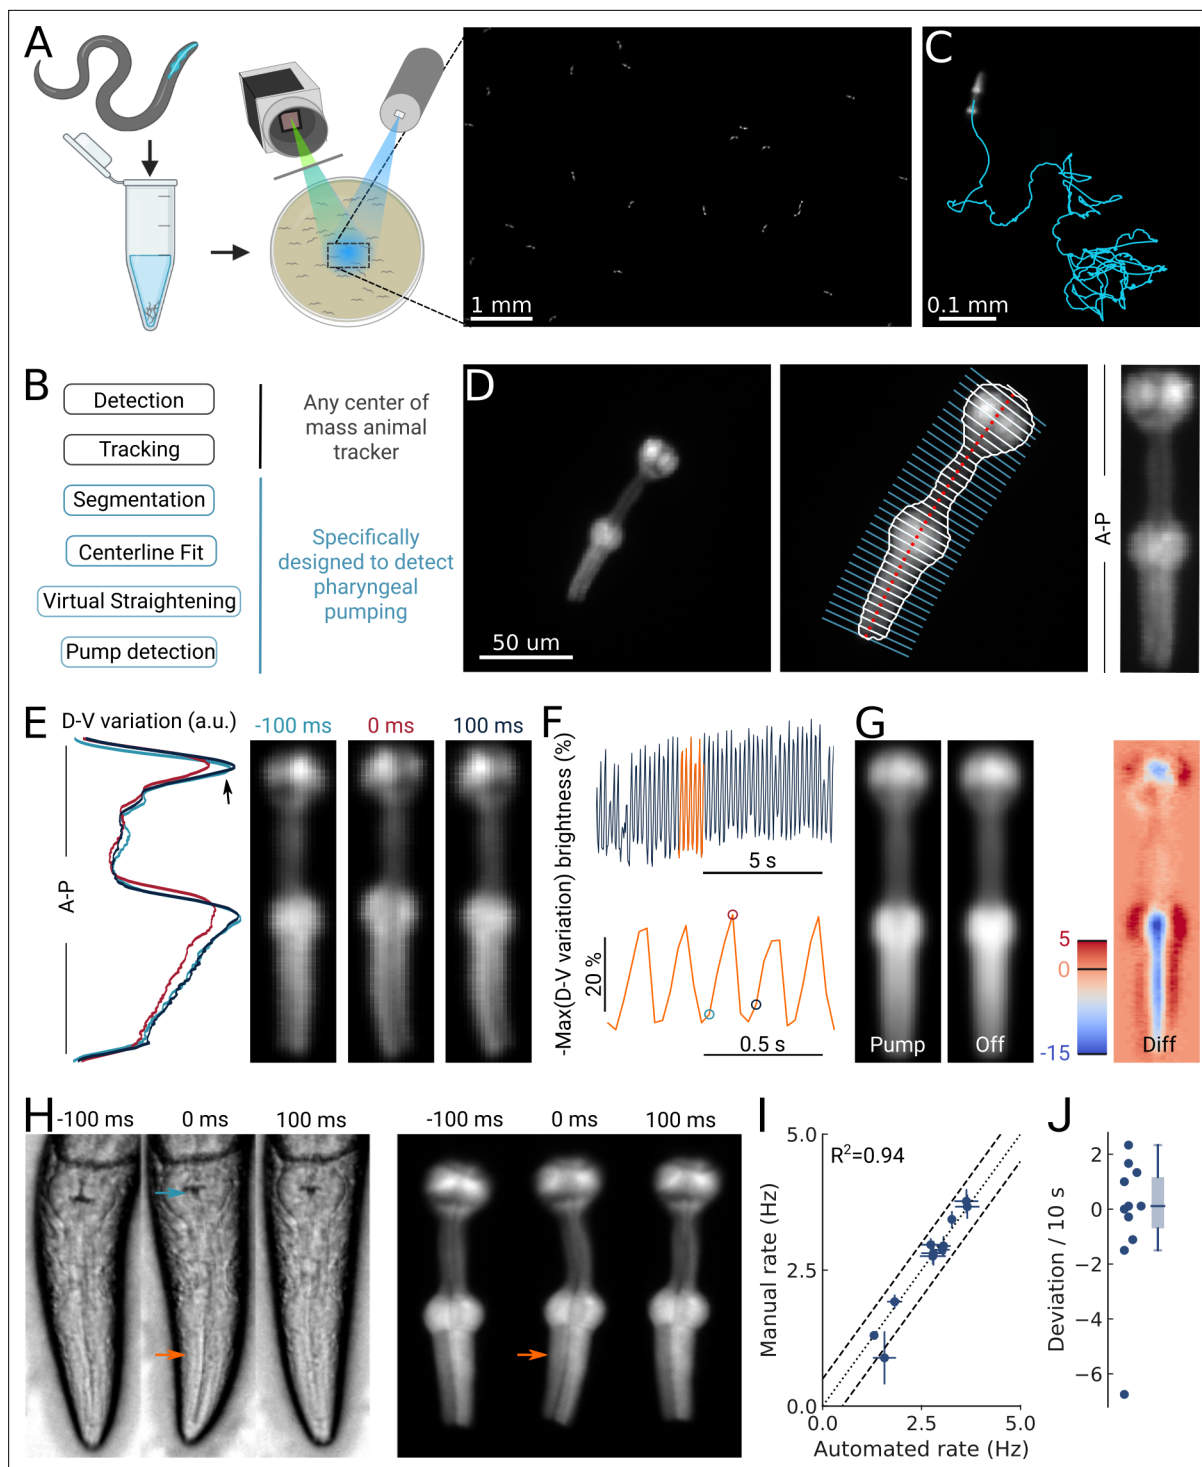 A
1 mm
C
0.1 mm
B
Detection
Tracking
Segmentation
Centerline Fit
Virtual Straightening
Pump detection
Any center of
mass animal
tracker
Specifically
designed to detect
pharyngeal
pumping
D
50 um
A-P
E
D-V variation (a.u.)
-100 ms
0 ms
100 ms
A-P
F
-Max(D-V variation) brightness (%)
5 s
20 %
0.5 s
G
Pump
Off
5
0
-15
Diff
H
-100 ms
0 ms
100 ms
-100 ms
0 ms
100 ms
I
R²=0.94
Manual rate (Hz)
5.0
2.5
0.0
0.0
2.5
5.0
Automated rate (Hz)
J
Deviation / 10 s
2
0
−2
−4
−6